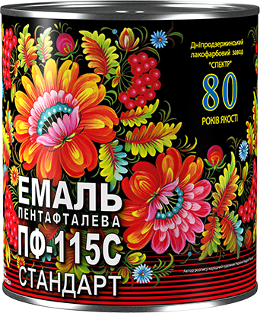 Дніпродзержинський
лакофарбовий завод
"СПЕКТР"
80
РОКІВ ЯКОСТІ
ЕМАЛЬ
ПЕНТАФТАЛЕВА
ПФ-115С
СТАНДАРТ